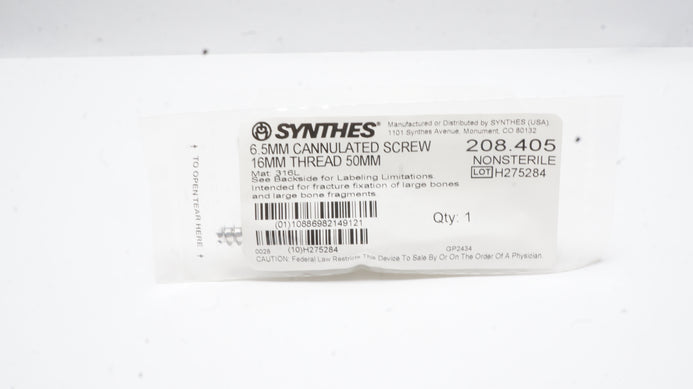 SYNTHES®
Manufactured or Distributed by SYNTHES (USA)
1101 Synthes Avenue, Monument, CO 80132
6.5MM CANNULATED SCREW
16MM THREAD 50MM
208.405
NONSTERILE
LOT H275284
Mat. 316L
See Backside for Labeling Limitations.
Intended for fracture fixation of large bones
and large bone fragments.
(01)10886982149121
Qty: 1
(10)H275284
0028
GP2434
CAUTION: Federal Law Restricts This Device To Sale By Or On The Order Of A Physician.
TO OPEN TEAR HERE